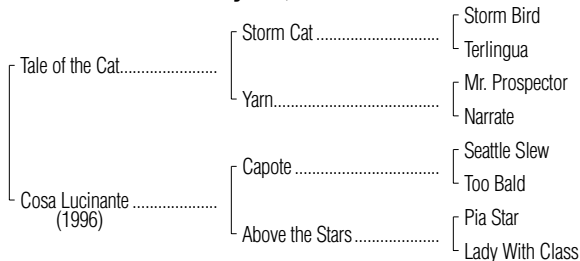 Storm Bird
Storm Cat
Terlingua
Tale of the Cat
Mr. Prospector
Yarn
Narrate
Seattle Slew
Capote
Too Bald
Cosa Lucinante
(1996)
Pia Star
Above the Stars
Lady With Class